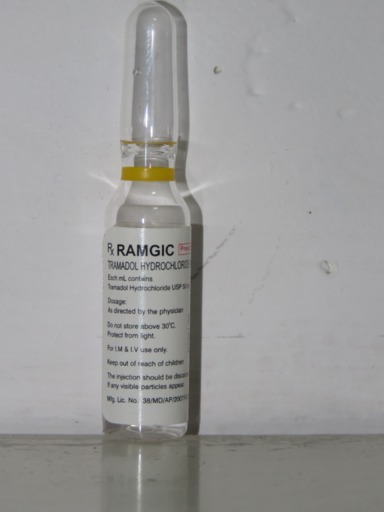 Rx RAMGIC
TRAMADOL HYDROCHLORIDE
Each mL contains
Tramadol Hydrochloride USP
Dosage:
As directed by the physician
Do not store above 30°C.
Protect from light.
For I.M & I.V use only.
Keep out of reach of children
The injection should be
if any visible particles appear
Mfg. Lic. No.